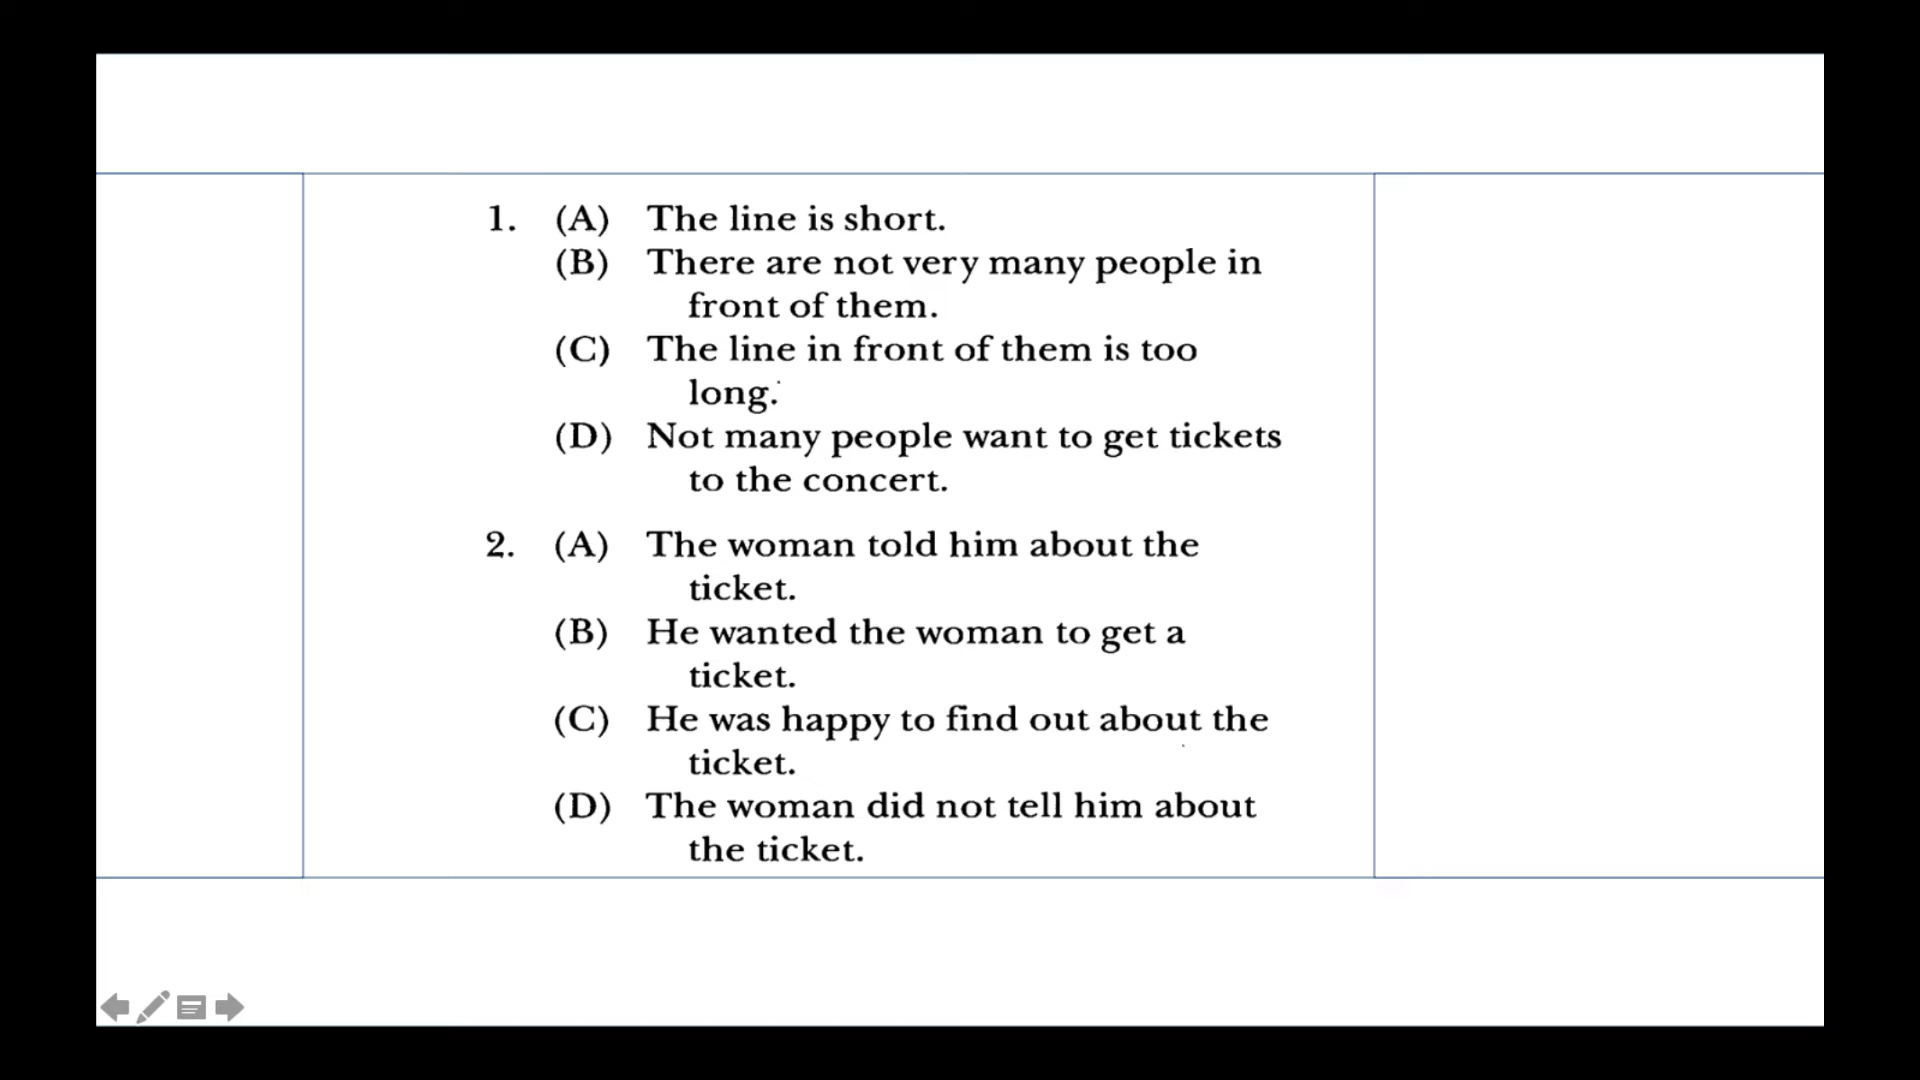 1. (A) The line is short.
(B) There are not very many people in
front of them.
(C) The line in front of them is too
long.
(D) Not many people want to get tickets
to the concert.
2. (A) The woman told him about the
ticket.
(B) He wanted the woman to get a
ticket.
(C) He was happy to find out about the
ticket.
(D) The woman did not tell him about
the ticket.